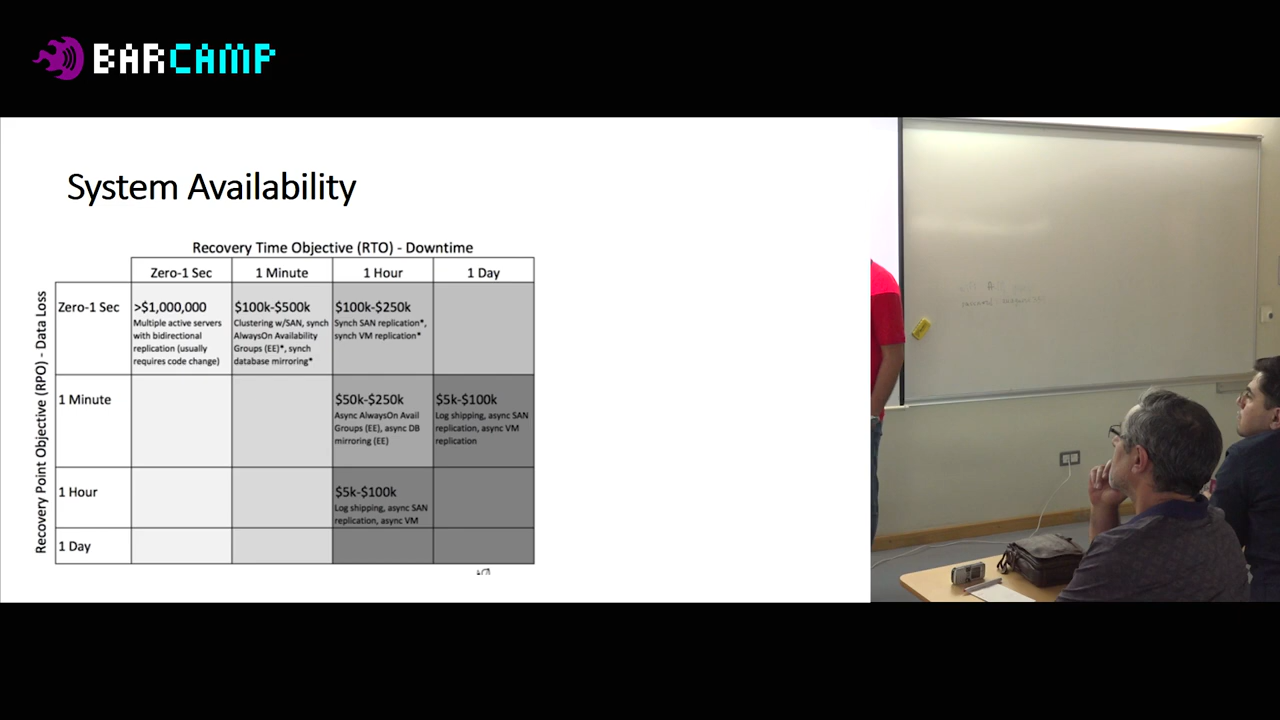 BARCAMP
System Availability
Recovery Time Objective (RTO) - Downtime
Recovery Point Objective (RPO) - Data Loss
Zero-1 Sec
1 Minute
1 Hour
1 Day
Zero-1 Sec
>$1,000,000
Multiple active servers
with bidirectional
replication (usually
requires code change)
$100k-$500k
Clustering w/SAN, synch
AlwaysOn Availability
Groups (EE)*, synch
database mirroring*
$100k-$250k
Synch SAN replication*,
synch VM replication*
1 Minute
$50k-$250k
Async AlwaysOn Avail
Groups (EE), async DB
mirroring (EE)
$5k-$100k
Log shipping, async SAN
replication, async VM
replication
1 Hour
$5k-$100k
Log shipping, async SAN
replication, async VM
1 Day